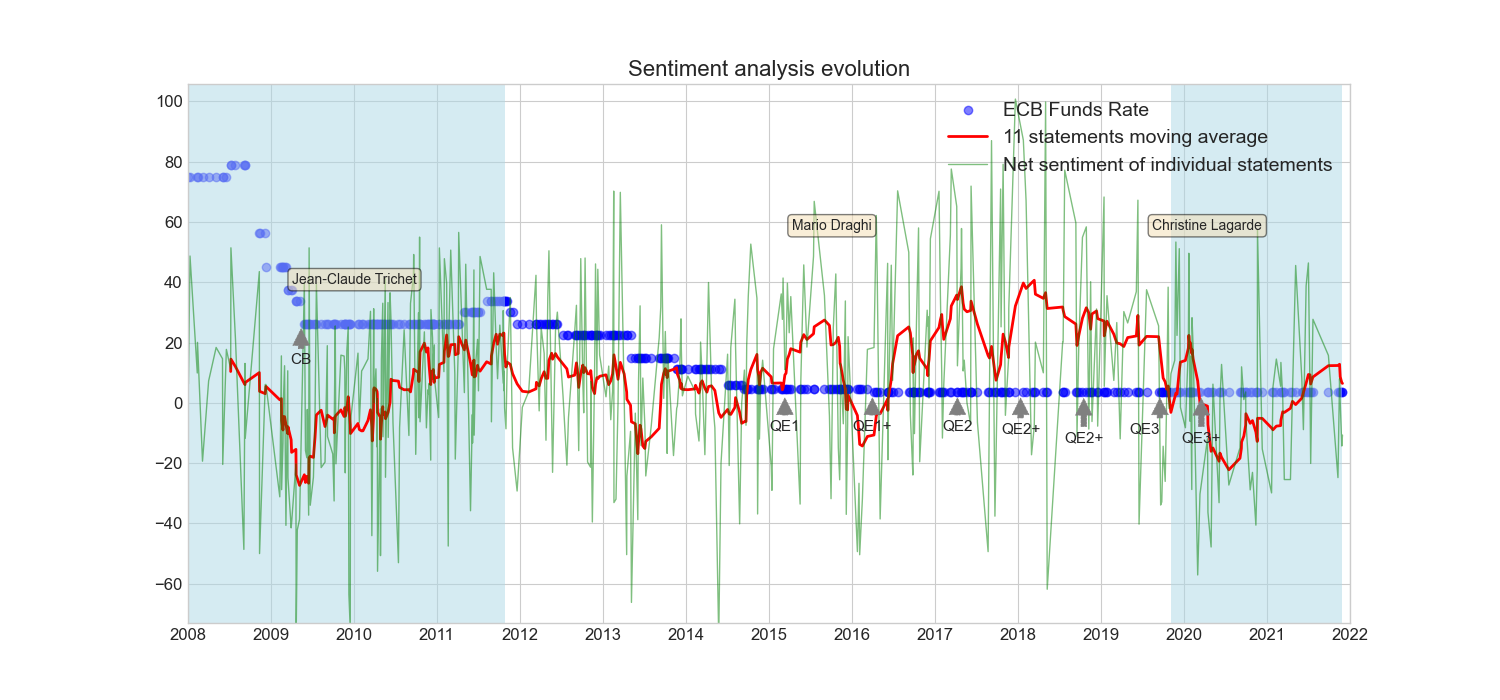 Sentiment analysis evolution
100
80
60
40
20
0
−20
−40
−60
ECB Funds Rate
11 statements moving average
Net sentiment of individual statements
Mario Draghi
Christine Lagarde
Jean-Claude Trichet
CB
QE1
QE1+
QE2
QE2+
QE2+
QE3
QE3+
2008
2009
2010
2011
2012
2013
2014
2015
2016
2017
2018
2019
2020
2021
2022